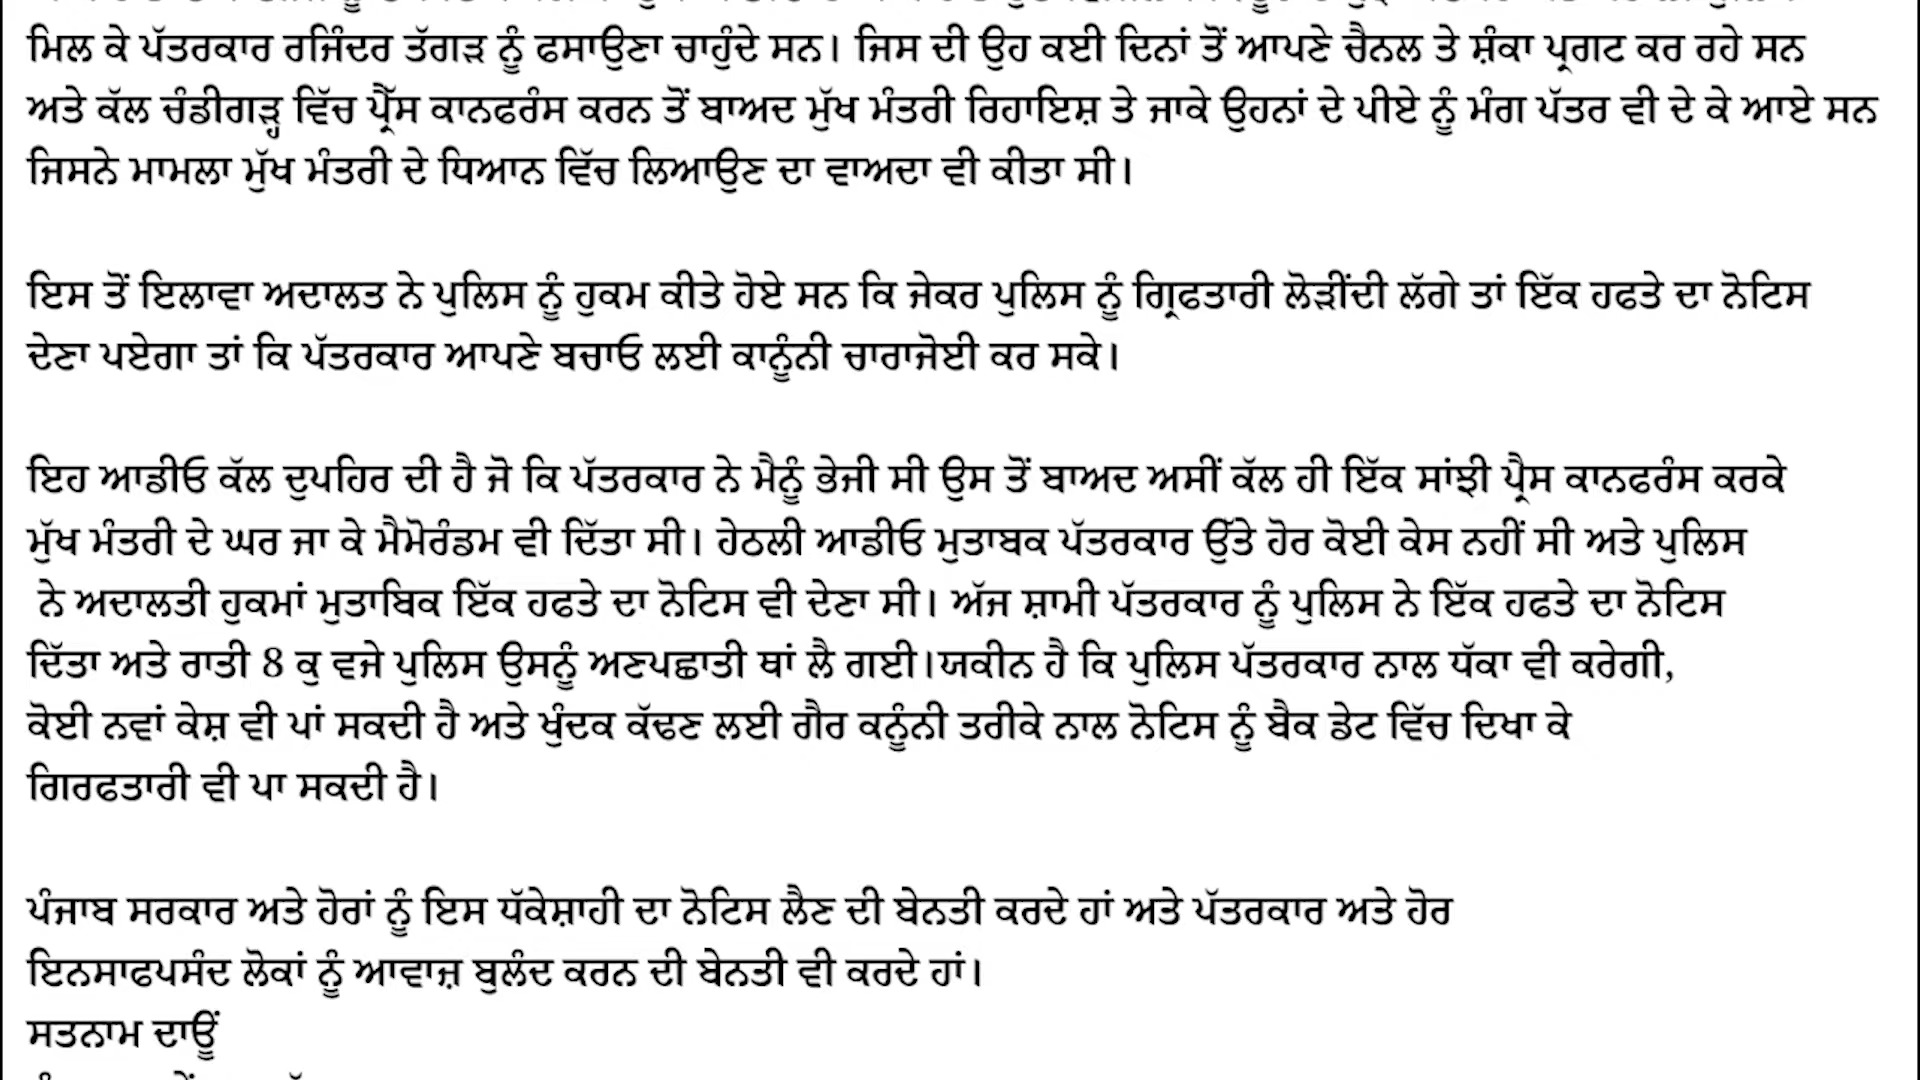 ਮਿਲ ਕੇ ਪੱਤਰਕਾਰ ਰਜਿੰਦਰ ਤੱਗੜ ਨੂੰ ਫਸਾਉਣਾ ਚਾਹੁੰਦੇ ਸਨ। ਜਿਸ ਦੀ ਉਹ ਕਈ ਦਿਨਾਂ ਤੋਂ ਆਪਣੇ ਚੈਨਲ ਤੇ ਸ਼ੰਕਾ ਪ੍ਰਗਟ ਕਰ ਰਹੇ ਸਨ
ਅਤੇ ਕੱਲ ਚੰਡੀਗੜ੍ਹ ਵਿੱਚ ਪ੍ਰੈੱਸ ਕਾਨਫਰੰਸ ਕਰਨ ਤੋਂ ਬਾਅਦ ਮੁੱਖ ਮੰਤਰੀ ਰਿਹਾਇਸ਼ ਤੇ ਜਾਕੇ ਉਹਨਾਂ ਦੇ ਪੀਏ ਨੂੰ ਮੰਗ ਪੱਤਰ ਵੀ ਦੇ ਕੇ ਆਏ ਸਨ
ਜਿਸਨੇ ਮਾਮਲਾ ਮੁੱਖ ਮੰਤਰੀ ਦੇ ਧਿਆਨ ਵਿੱਚ ਲਿਆਉਣ ਦਾ ਵਾਅਦਾ ਵੀ ਕੀਤਾ ਸੀ।
ਇਸ ਤੋਂ ਇਲਾਵਾ ਅਦਾਲਤ ਨੇ ਪੁਲਿਸ ਨੂੰ ਹੁਕਮ ਕੀਤੇ ਹੋਏ ਸਨ ਕਿ ਜੇਕਰ ਪੁਲਿਸ ਨੂੰ ਗ੍ਰਿਫਤਾਰੀ ਲੋੜੀਂਦੀ ਲੱਗੇ ਤਾਂ ਇੱਕ ਹਫਤੇ ਦਾ ਨੋਟਿਸ
ਦੇਣਾ ਪਏਗਾ ਤਾਂ ਕਿ ਪੱਤਰਕਾਰ ਆਪਣੇ ਬਚਾਓ ਲਈ ਕਾਨੂੰਨੀ ਚਾਰਾਜੋਈ ਕਰ ਸਕੇ।
ਇਹ ਆਡੀਓ ਕੱਲ ਦੁਪਹਿਰ ਦੀ ਹੈ ਜੋ ਕਿ ਪੱਤਰਕਾਰ ਨੇ ਮੈਨੂੰ ਭੇਜੀ ਸੀ ਉਸ ਤੋਂ ਬਾਅਦ ਅਸੀਂ ਕੱਲ ਹੀ ਇੱਕ ਸਾਂਝੀ ਪ੍ਰੈਸ ਕਾਨਫਰੰਸ ਕਰਕੇ
ਮੁੱਖ ਮੰਤਰੀ ਦੇ ਘਰ ਜਾ ਕੇ ਮੈਮੋਰੰਡਮ ਵੀ ਦਿੱਤਾ ਸੀ। ਹੇਠਲੀ ਆਡੀਓ ਮੁਤਾਬਕ ਪੱਤਰਕਾਰ ਉੱਤੇ ਹੋਰ ਕੋਈ ਕੇਸ ਨਹੀਂ ਸੀ ਅਤੇ ਪੁਲਿਸ
ਨੇ ਅਦਾਲਤੀ ਹੁਕਮਾਂ ਮੁਤਾਬਿਕ ਇੱਕ ਹਫਤੇ ਦਾ ਨੋਟਿਸ ਵੀ ਦੇਣਾ ਸੀ। ਅੱਜ ਸ਼ਾਮੀ ਪੱਤਰਕਾਰ ਨੂੰ ਪੁਲਿਸ ਨੇ ਇੱਕ ਹਫਤੇ ਦਾ ਨੋਟਿਸ
ਦਿੱਤਾ ਅਤੇ ਰਾਤੀ 8 ਕੁ ਵਜੇ ਪੁਲਿਸ ਉਸਨੂੰ ਅਣਪਛਾਤੀ ਥਾਂ ਲੈ ਗਈ।ਯਕੀਨ ਹੈ ਕਿ ਪੁਲਿਸ ਪੱਤਰਕਾਰ ਨਾਲ ਧੱਕਾ ਵੀ ਕਰੇਗੀ,
ਕੋਈ ਨਵਾਂ ਕੇਸ਼ ਵੀ ਪਾਂ ਸਕਦੀ ਹੈ ਅਤੇ ਖੁੰਦਕ ਕੱਢਣ ਲਈ ਗੈਰ ਕਨੂੰਨੀ ਤਰੀਕੇ ਨਾਲ ਨੋਟਿਸ ਨੂੰ ਬੈਕ ਡੇਟ ਵਿੱਚ ਦਿਖਾ ਕੇ
ਗਿਰਫਤਾਰੀ ਵੀ ਪਾ ਸਕਦੀ ਹੈ।
ਪੰਜਾਬ ਸਰਕਾਰ ਅਤੇ ਹੋਰਾਂ ਨੂੰ ਇਸ ਧੱਕੇਸ਼ਾਹੀ ਦਾ ਨੋਟਿਸ ਲੈਣ ਦੀ ਬੇਨਤੀ ਕਰਦੇ ਹਾਂ ਅਤੇ ਪੱਤਰਕਾਰ ਅਤੇ ਹੋਰ
ਇਨਸਾਫਪਸੰਦ ਲੋਕਾਂ ਨੂੰ ਆਵਾਜ਼ ਬੁਲੰਦ ਕਰਨ ਦੀ ਬੇਨਤੀ ਵੀ ਕਰਦੇ ਹਾਂ।
ਸਤਨਾਮ ਦਾਊਂ